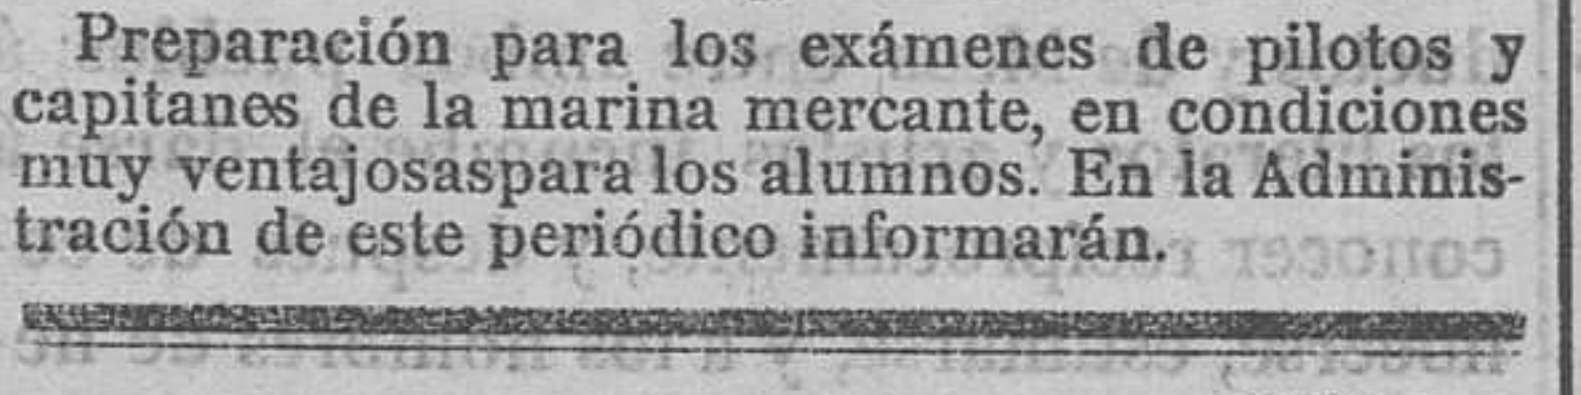 Preparación para los exámenes de pilotos y
capitanes de la marina mercante, en condiciones
muy ventajosaspara los alumnos. En la Adminis-
tración de este periódico informarán.